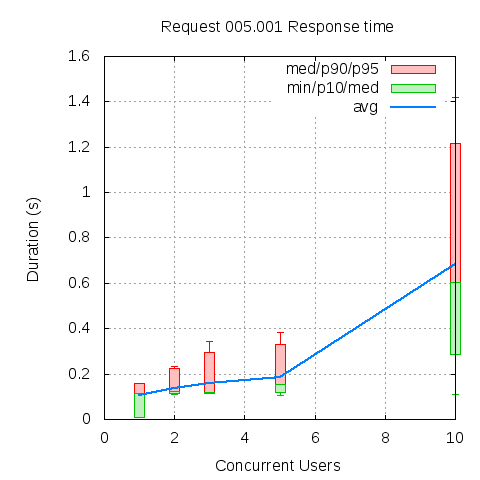 Request 005.001 Response time
1.6
1.4
1.2
1
0.8
0.6
0.4
0.2
0
Duration (s)
med/p90/p95
min/p10/med
avg
0 2 4 6 8 10
Concurrent Users